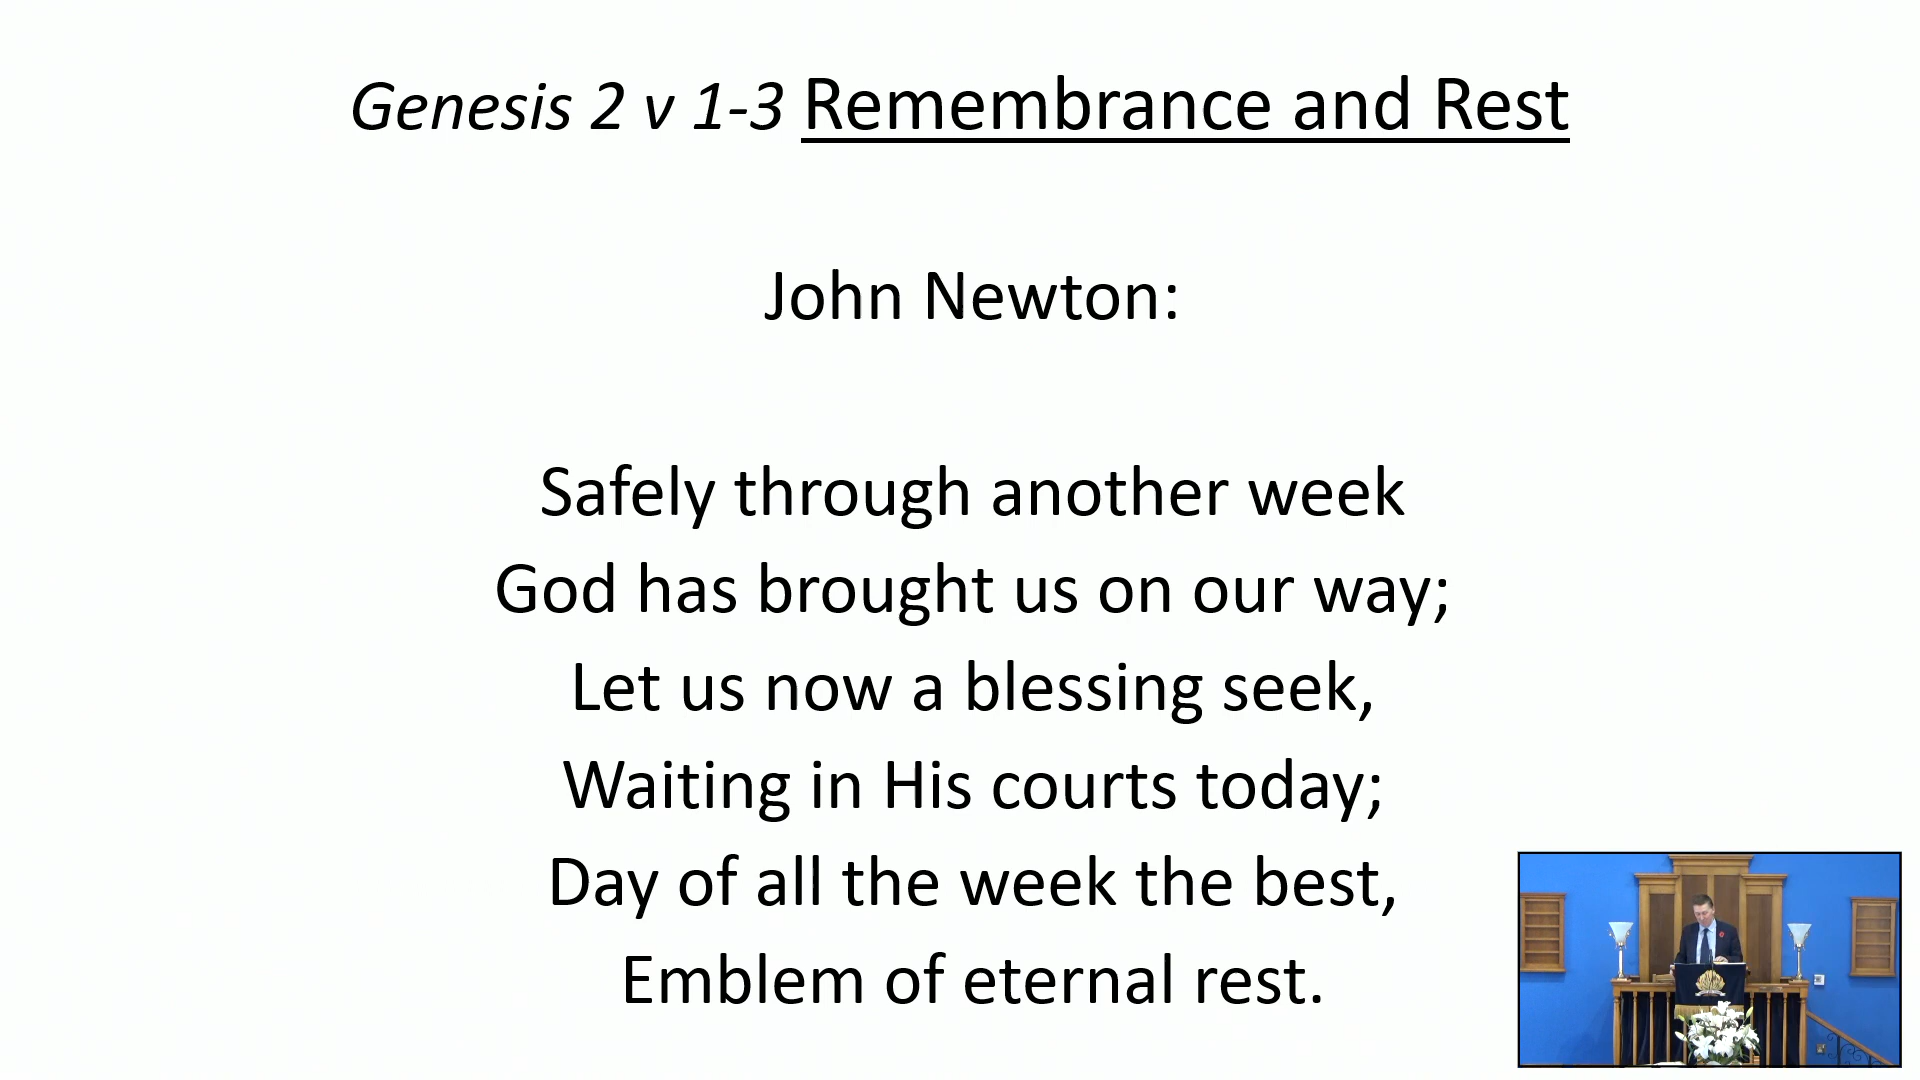 Genesis 2 v 1-3 Remembrance and Rest
John Newton:
Safely through another week
God has brought us on our way;
Let us now a blessing seek,
Waiting in His courts today;
Day of all the week the best,
Emblem of eternal rest.